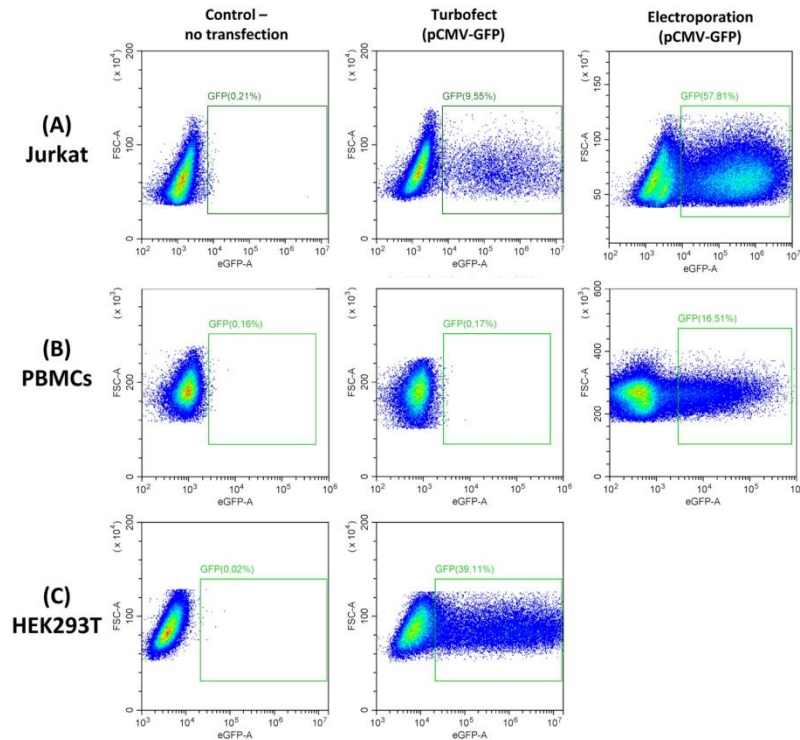 Control –
no transfection
Turbofect
(pCMV-GFP)
Electroporation
(pCMV-GFP)
(A)
Jurkat
(x 10⁴)
FSC-A
200
100
0
GFP(0,21%)
10² 10³ 10⁴ 10⁵ 10⁶ 10⁷
eGFP-A
(x 10⁴)
FSC-A
200
100
0
GFP(9,55%)
10² 10³ 10⁴ 10⁵ 10⁶ 10⁷
eGFP-A
(x 10⁴)
FSC-A
150
100
50
GFP(57,81%)
10² 10³ 10⁴ 10⁵ 10⁶ 10⁷
eGFP-A
(B)
PBMCs
(x 10³)
FSC-A
200
0
GFP(0,16%)
10² 10³ 10⁴ 10⁵ 10⁶
eGFP-A
(x 10³)
FSC-A
200
0
GFP(0,17%)
10² 10³ 10⁴ 10⁵ 10⁶
eGFP-A
(x 10³)
FSC-A
600
400
200
0
GFP(16,51%)
10² 10³ 10⁴ 10⁵ 10
eGFP-A
(C)
HEK293T
(x 10⁴)
FSC-A
200
100
0
GFP(0,02%)
10³ 10⁴ 10⁵ 10⁶ 10⁷
eGFP-A
(x 10⁴)
FSC-A
200
100
0
GFP(39,11%)
10³ 10⁴ 10⁵ 10⁶ 10⁷
eGFP-A